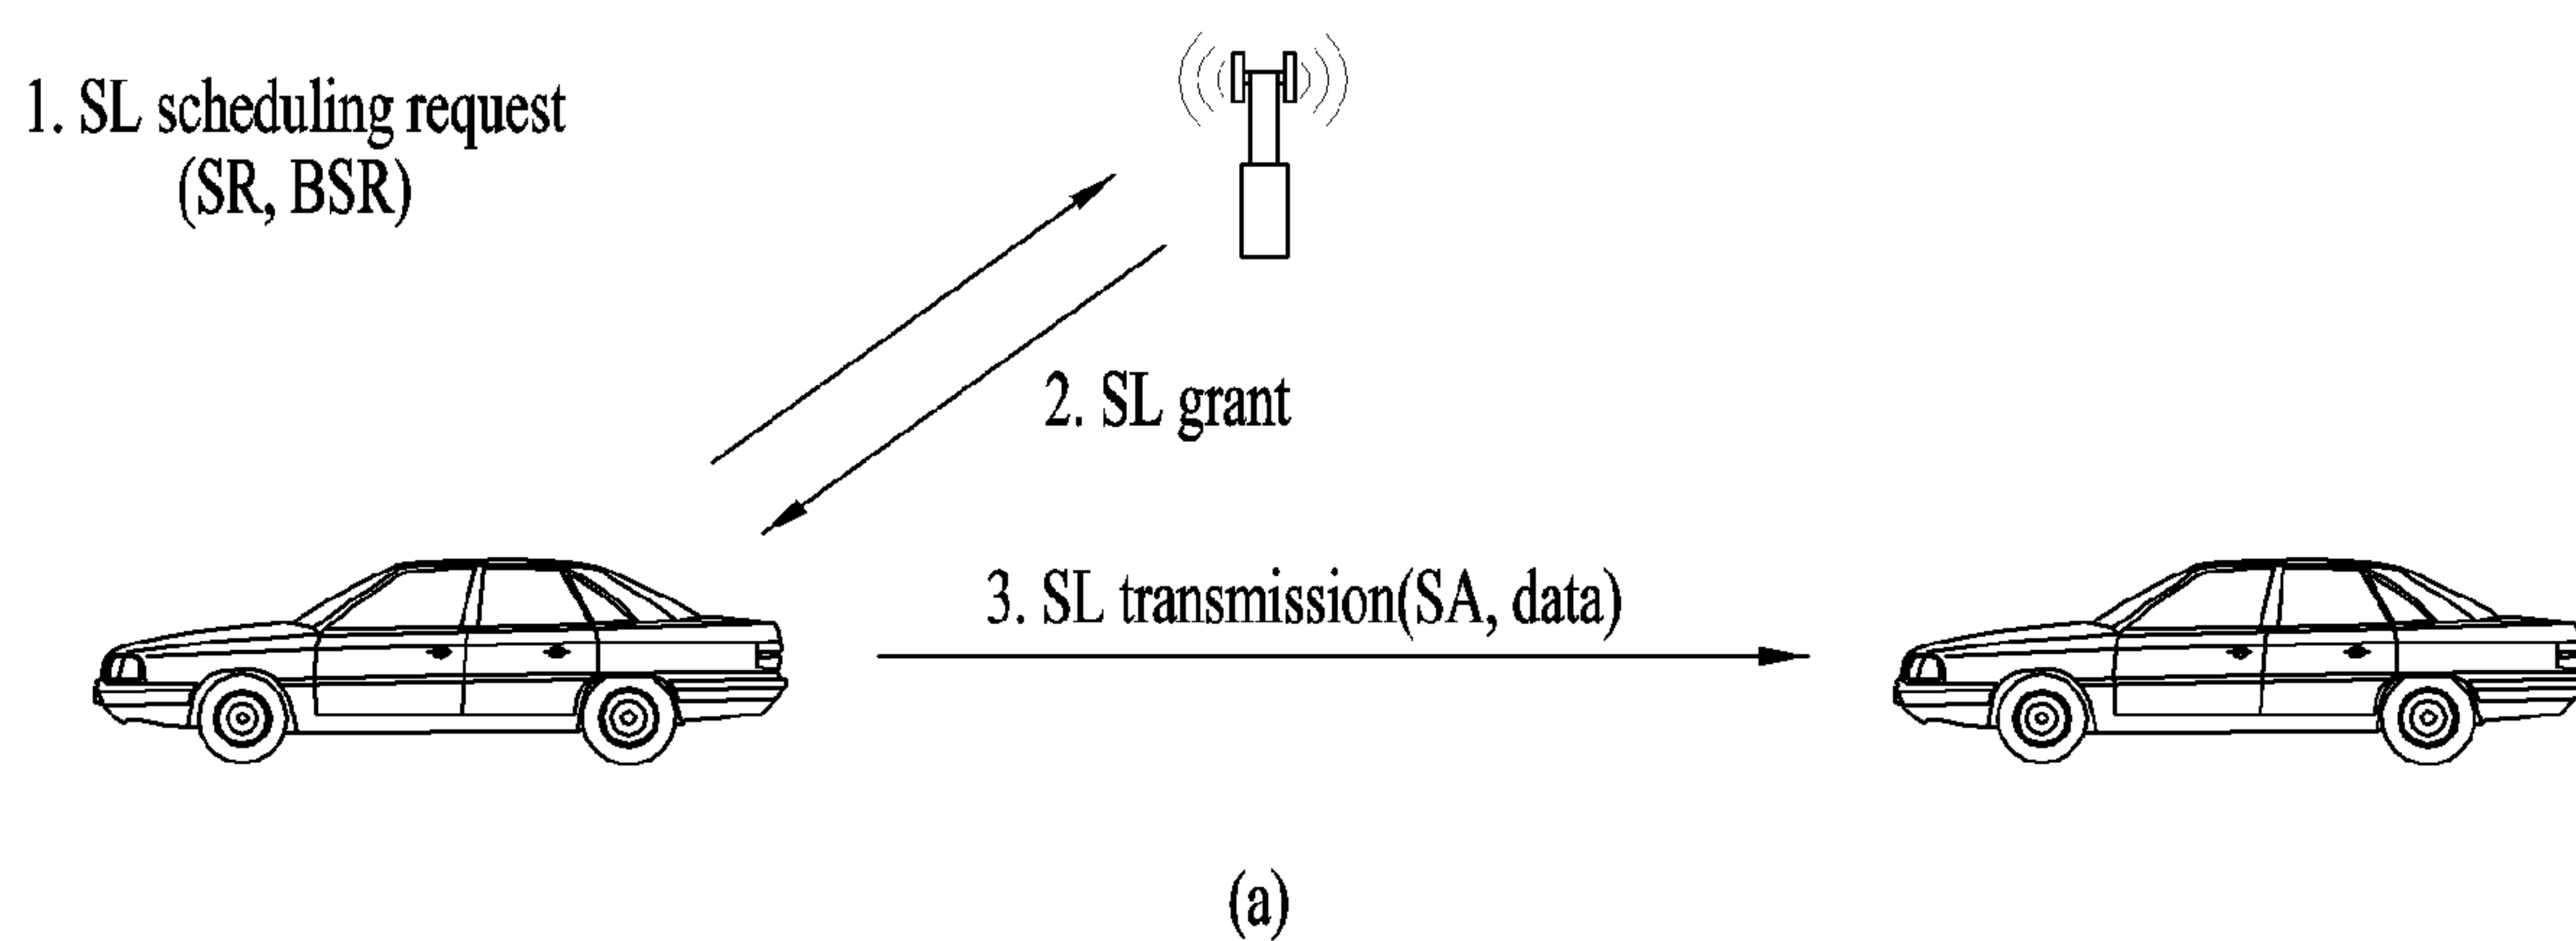 1. SL scheduling request
(SR, BSR)
2. SL grant
3. SL transmission(SA, data)
(a)